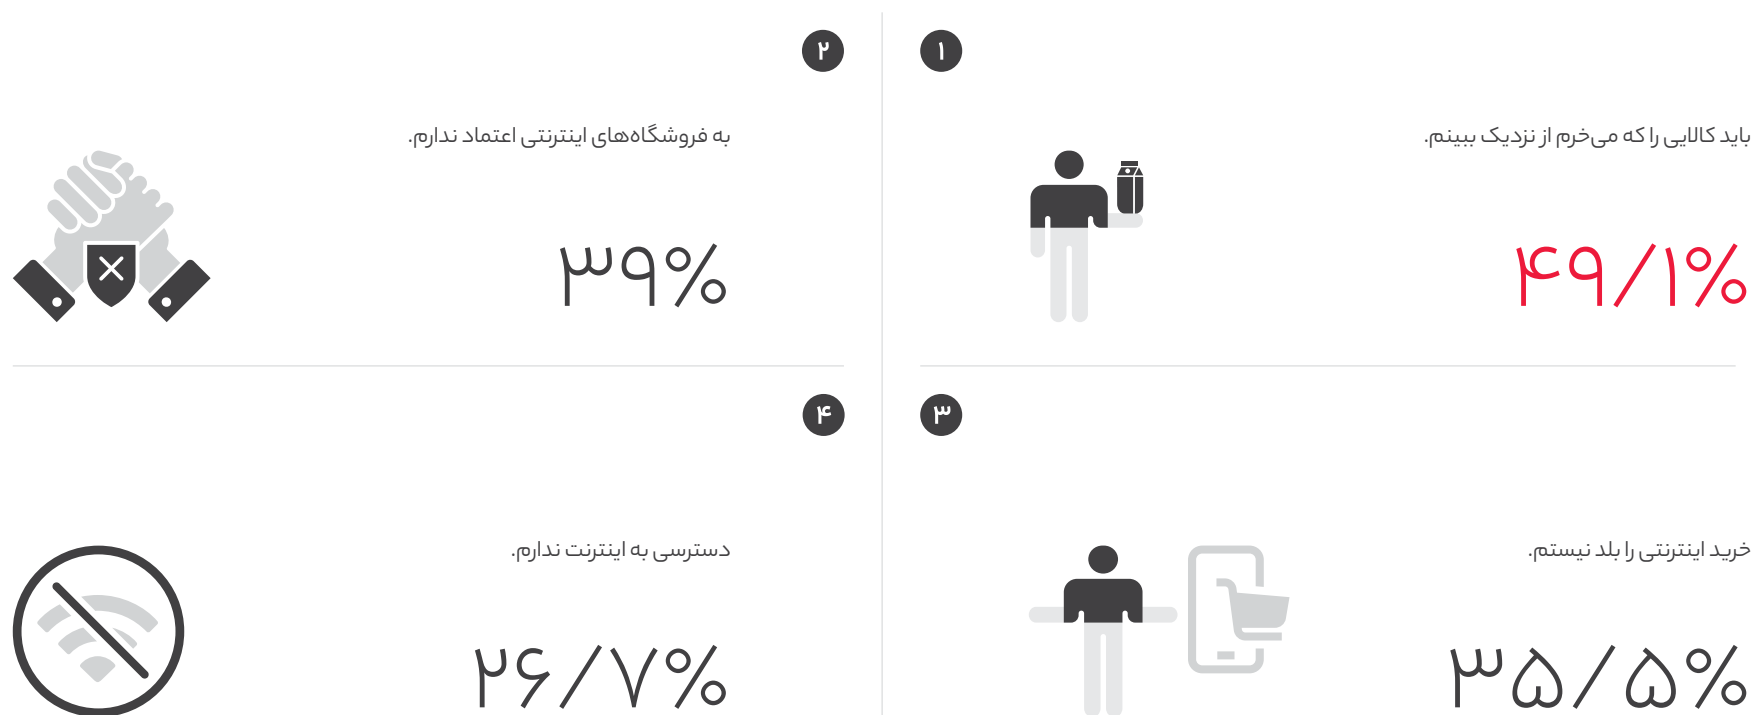 ۱
باید کالایی را که می‌خرم از نزدیک ببینم.
۴۹/۱%
۲
به فروشگاه‌های اینترنتی اعتماد ندارم.
۳۹%
۳
خرید اینترنتی را بلد نیستم.
۳۵/۵%
۴
دسترسی به اینترنت ندارم.
۲۶/۷%